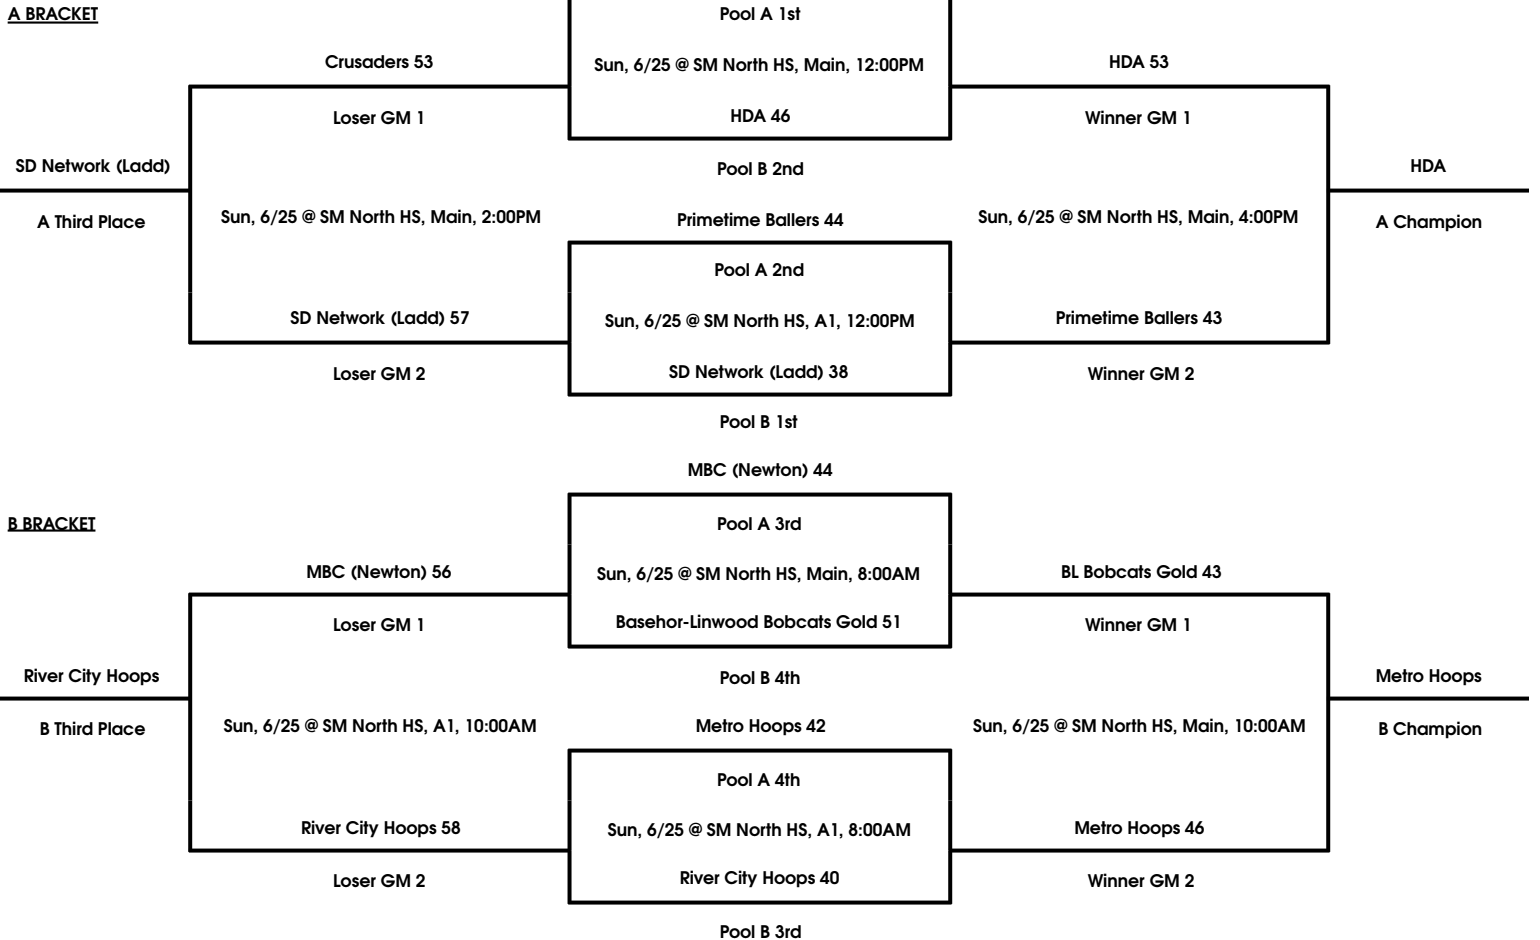 A BRACKET
Pool A 1st
Crusaders 53
Sun, 6/25 @ SM North HS, Main, 12:00PM
HDA 53
Loser GM 1
HDA 46
Winner GM 1
SD Network (Ladd)
Pool B 2nd
HDA
A Third Place
Sun, 6/25 @ SM North HS, Main, 2:00PM
Primetime Ballers 44
Sun, 6/25 @ SM North HS, Main, 4:00PM
A Champion
Pool A 2nd
SD Network (Ladd) 57
Sun, 6/25 @ SM North HS, A1, 12:00PM
Primetime Ballers 43
Loser GM 2
SD Network (Ladd) 38
Winner GM 2
Pool B 1st
MBC (Newton) 44
B BRACKET
Pool A 3rd
MBC (Newton) 56
Sun, 6/25 @ SM North HS, Main, 8:00AM
BL Bobcats Gold 43
Loser GM 1
Basehor-Linwood Bobcats Gold 51
Winner GM 1
River City Hoops
Pool B 4th
Metro Hoops
B Third Place
Sun, 6/25 @ SM North HS, A1, 10:00AM
Metro Hoops 42
Sun, 6/25 @ SM North HS, Main, 10:00AM
B Champion
Pool A 4th
River City Hoops 58
Sun, 6/25 @ SM North HS, A1, 8:00AM
Metro Hoops 46
Loser GM 2
River City Hoops 40
Winner GM 2
Pool B 3rd